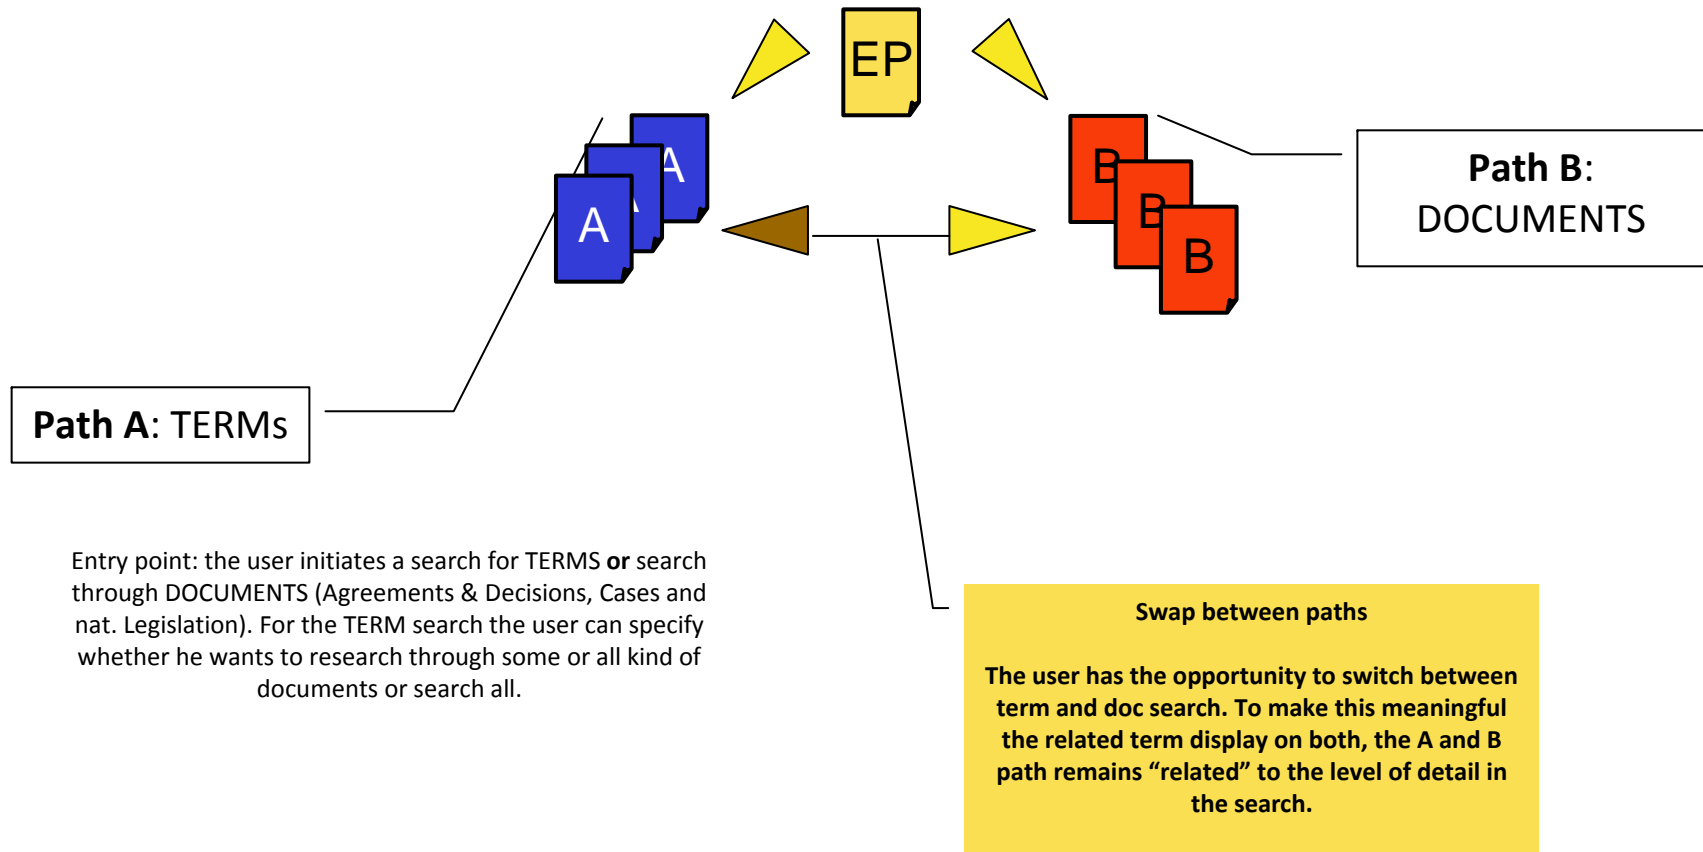 EP
A
A
A
B
B
B
Path B:
DOCUMENTS
Path A: TERMs
Entry point: the user initiates a search for TERMS or search
through DOCUMENTS (Agreements & Decisions, Cases and
nat. Legislation). For the TERM search the user can specify
whether he wants to research through some or all kind of
documents or search all.
Swap between paths
The user has the opportunity to switch between
term and doc search. To make this meaningful
the related term display on both, the A and B
path remains “related” to the level of detail in
the search.